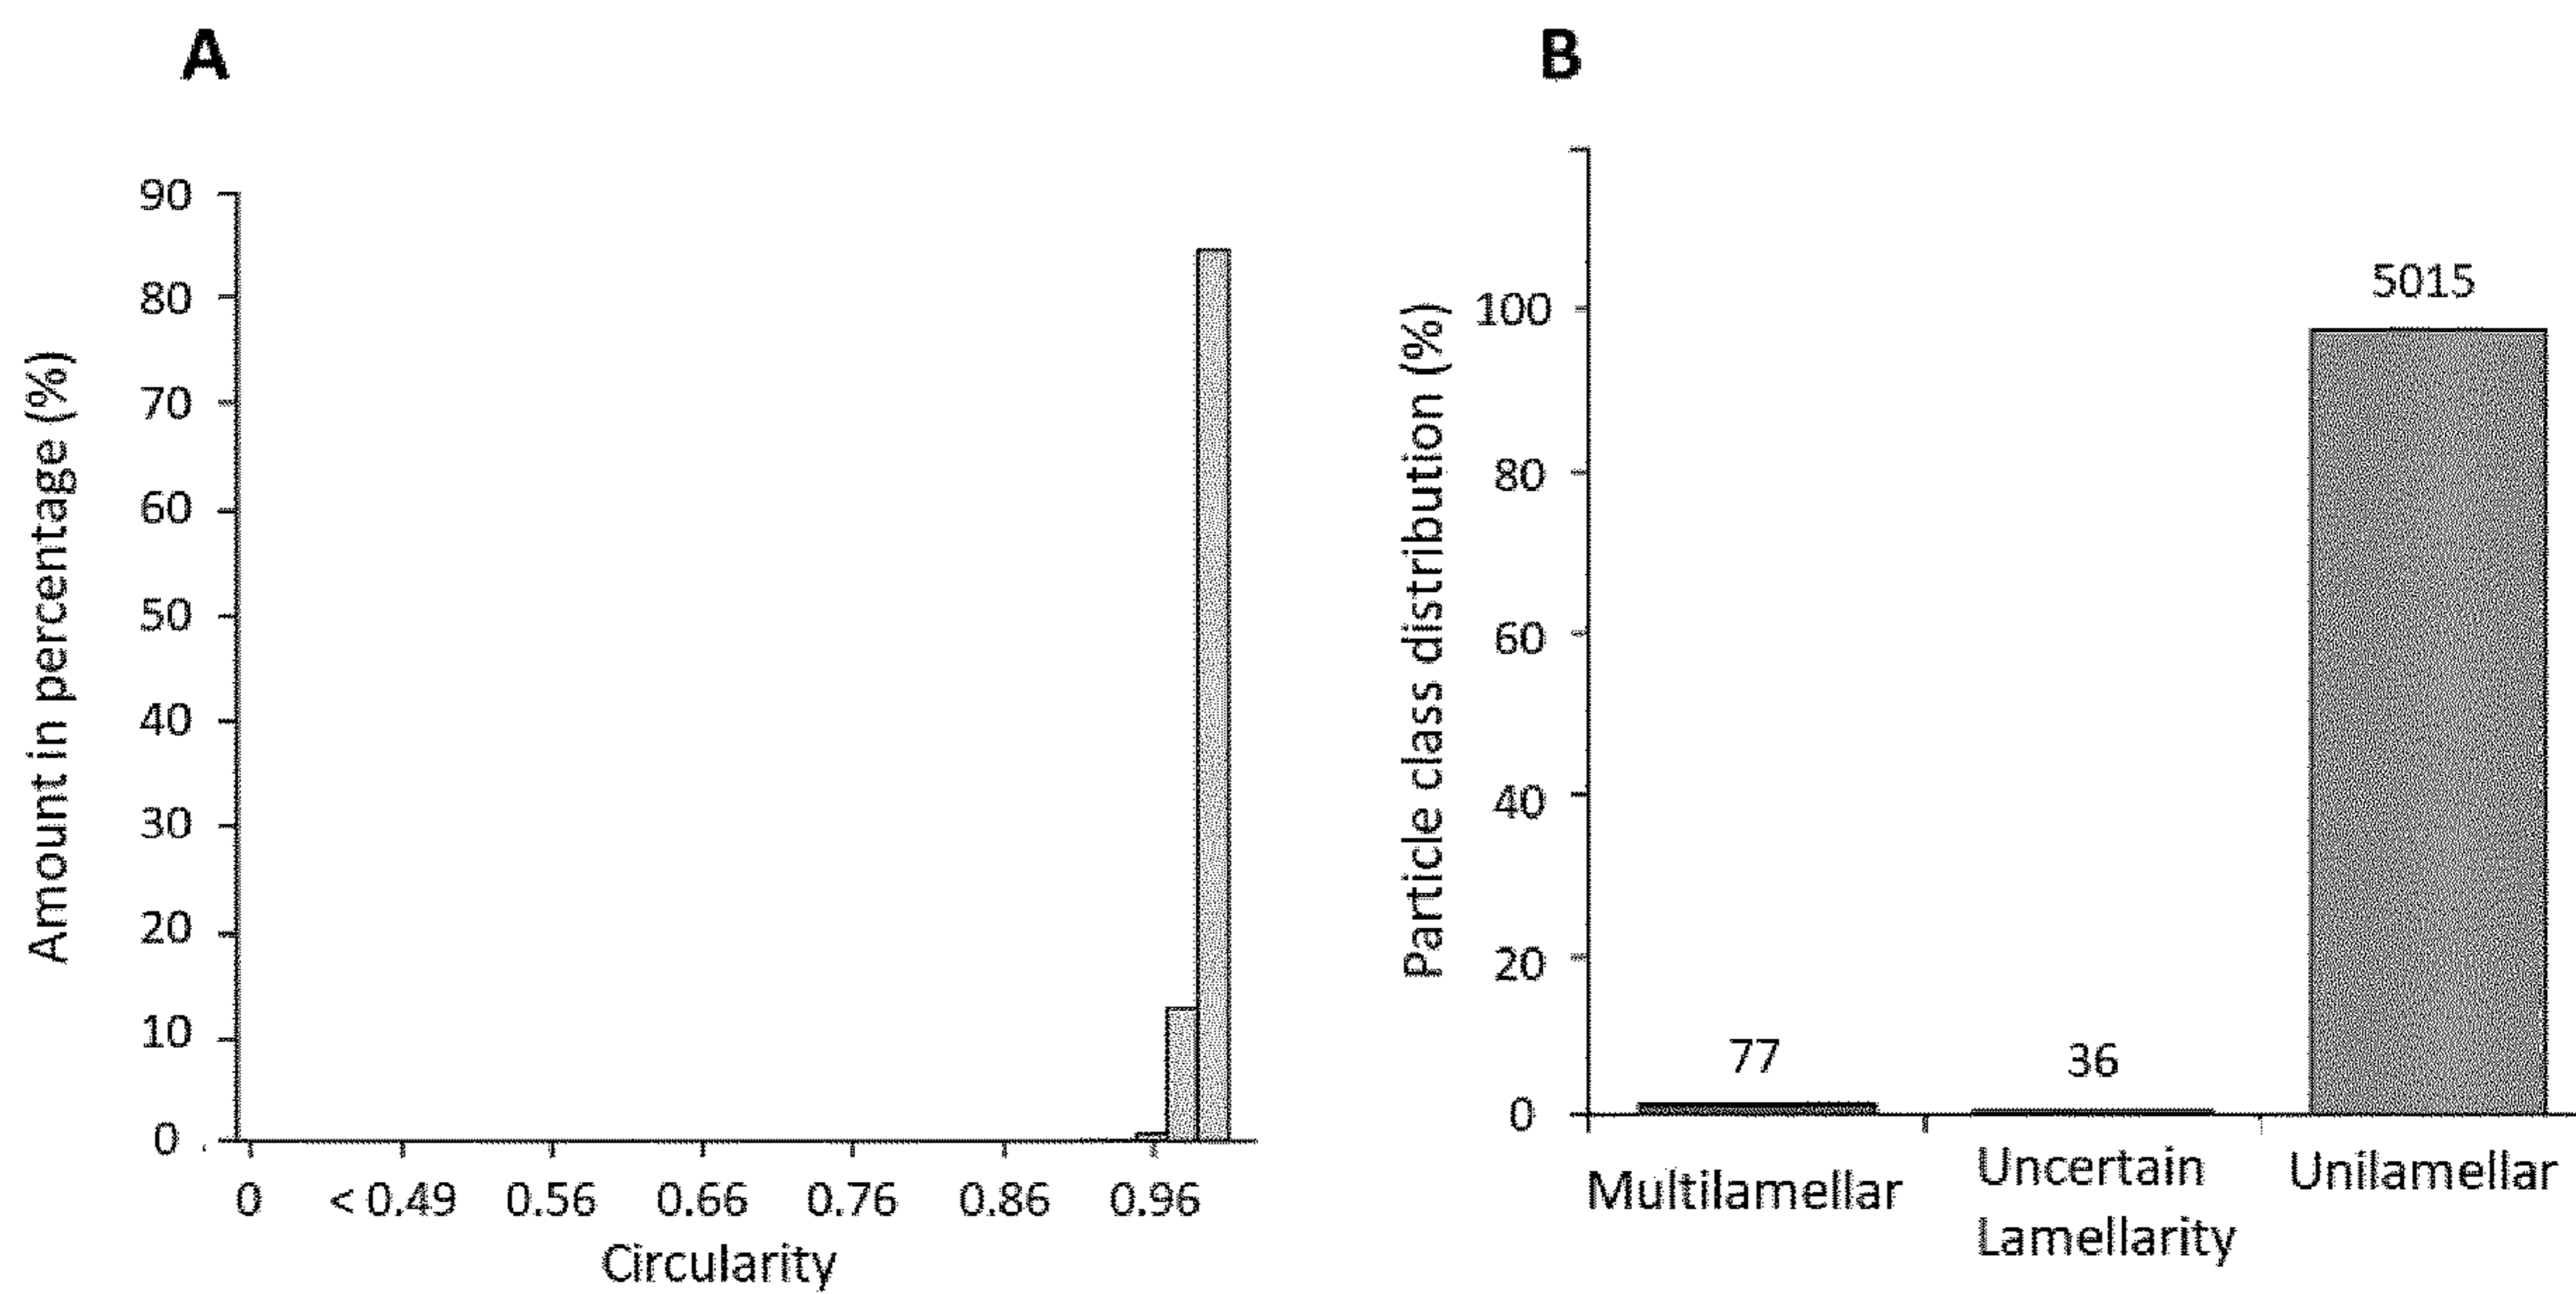 A
Amount in percentage (%)
90
80
70
60
50
40
30
20
10
0
0 < 0.49 0.56 0.66 0.76 0.86 0.96
Circularity
B
Particle class distribution (%)
100
80
60
40
20
0
77
36
5015
Multilamellar
Uncertain
Lamellarity
Unilamellar